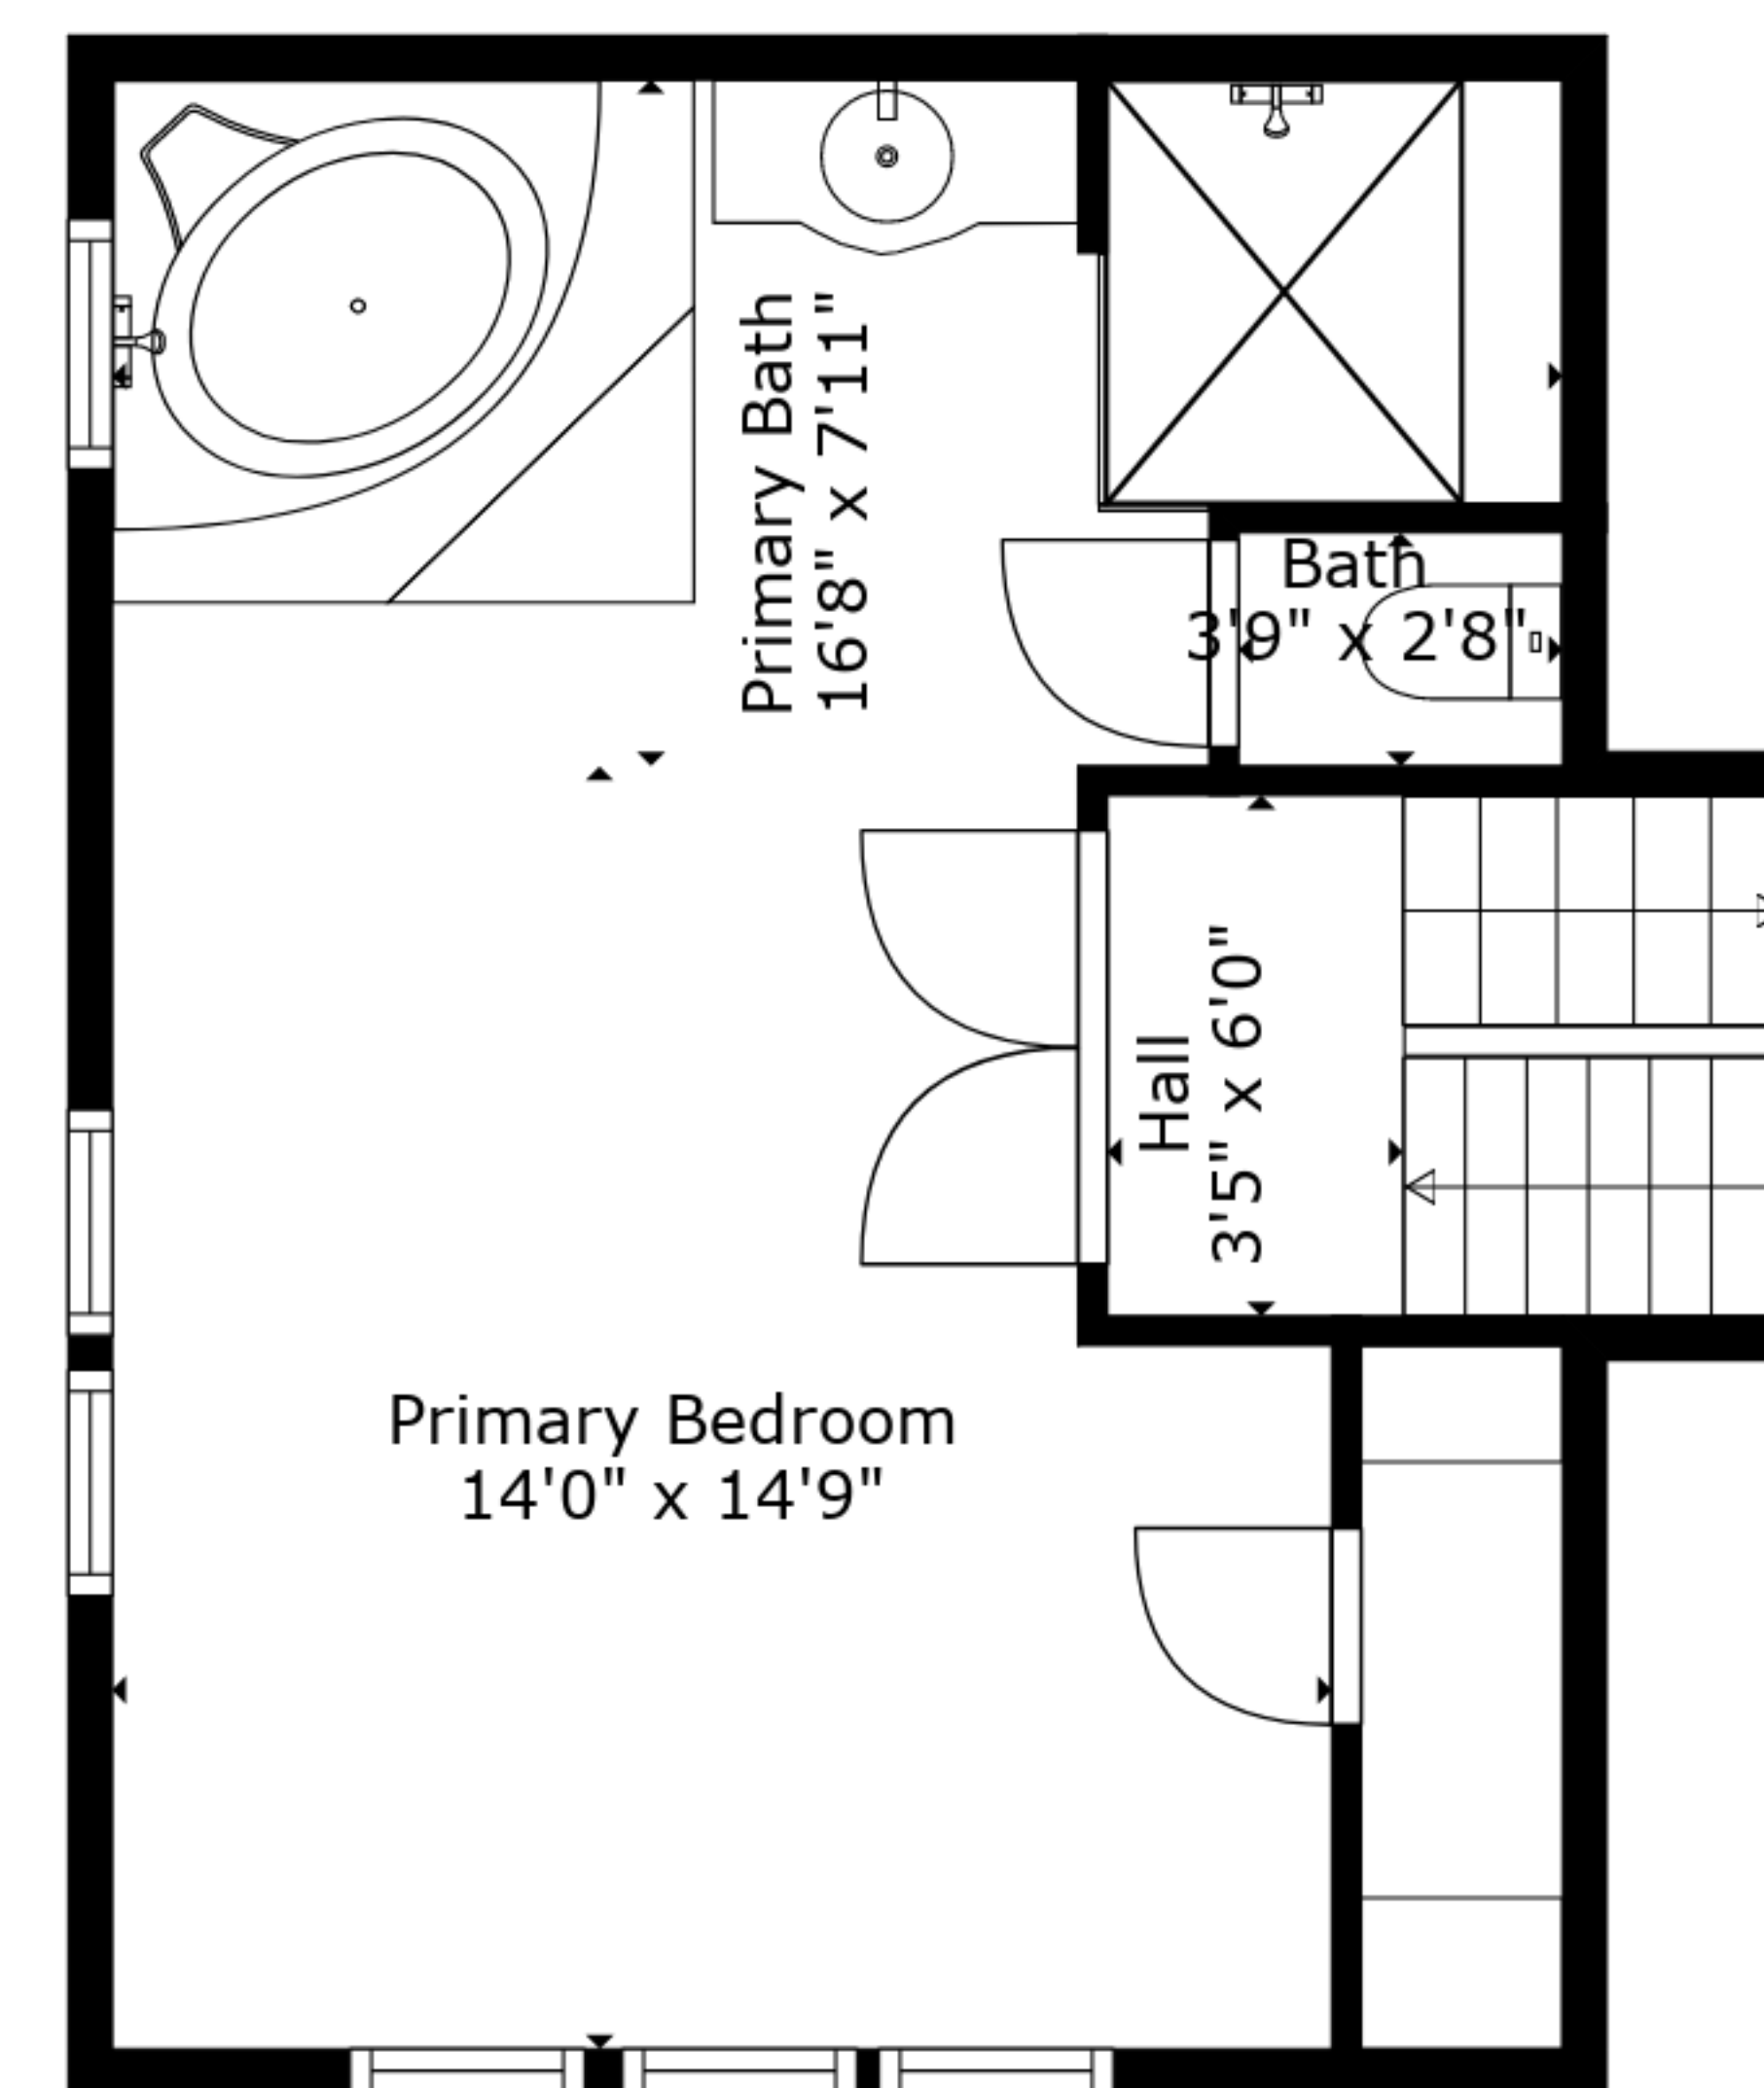 Primary Bath
16'8" x 7'11"
Bath
3'9" x 2'8"
Hall
3'5" x 6'0"
Primary Bedroom
14'0" x 14'9"